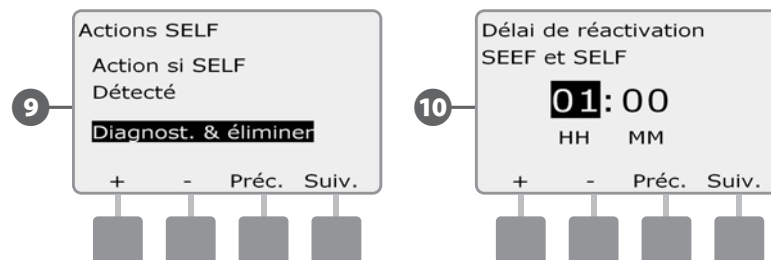 9
Actions SELF
Action si SELF
Détecté
Diagnost. & éliminer
+ - Préc. Suiv.
10
Délai de réactivation
SEEF et SELF
01:00
HH MM
+ - Préc. Suiv.